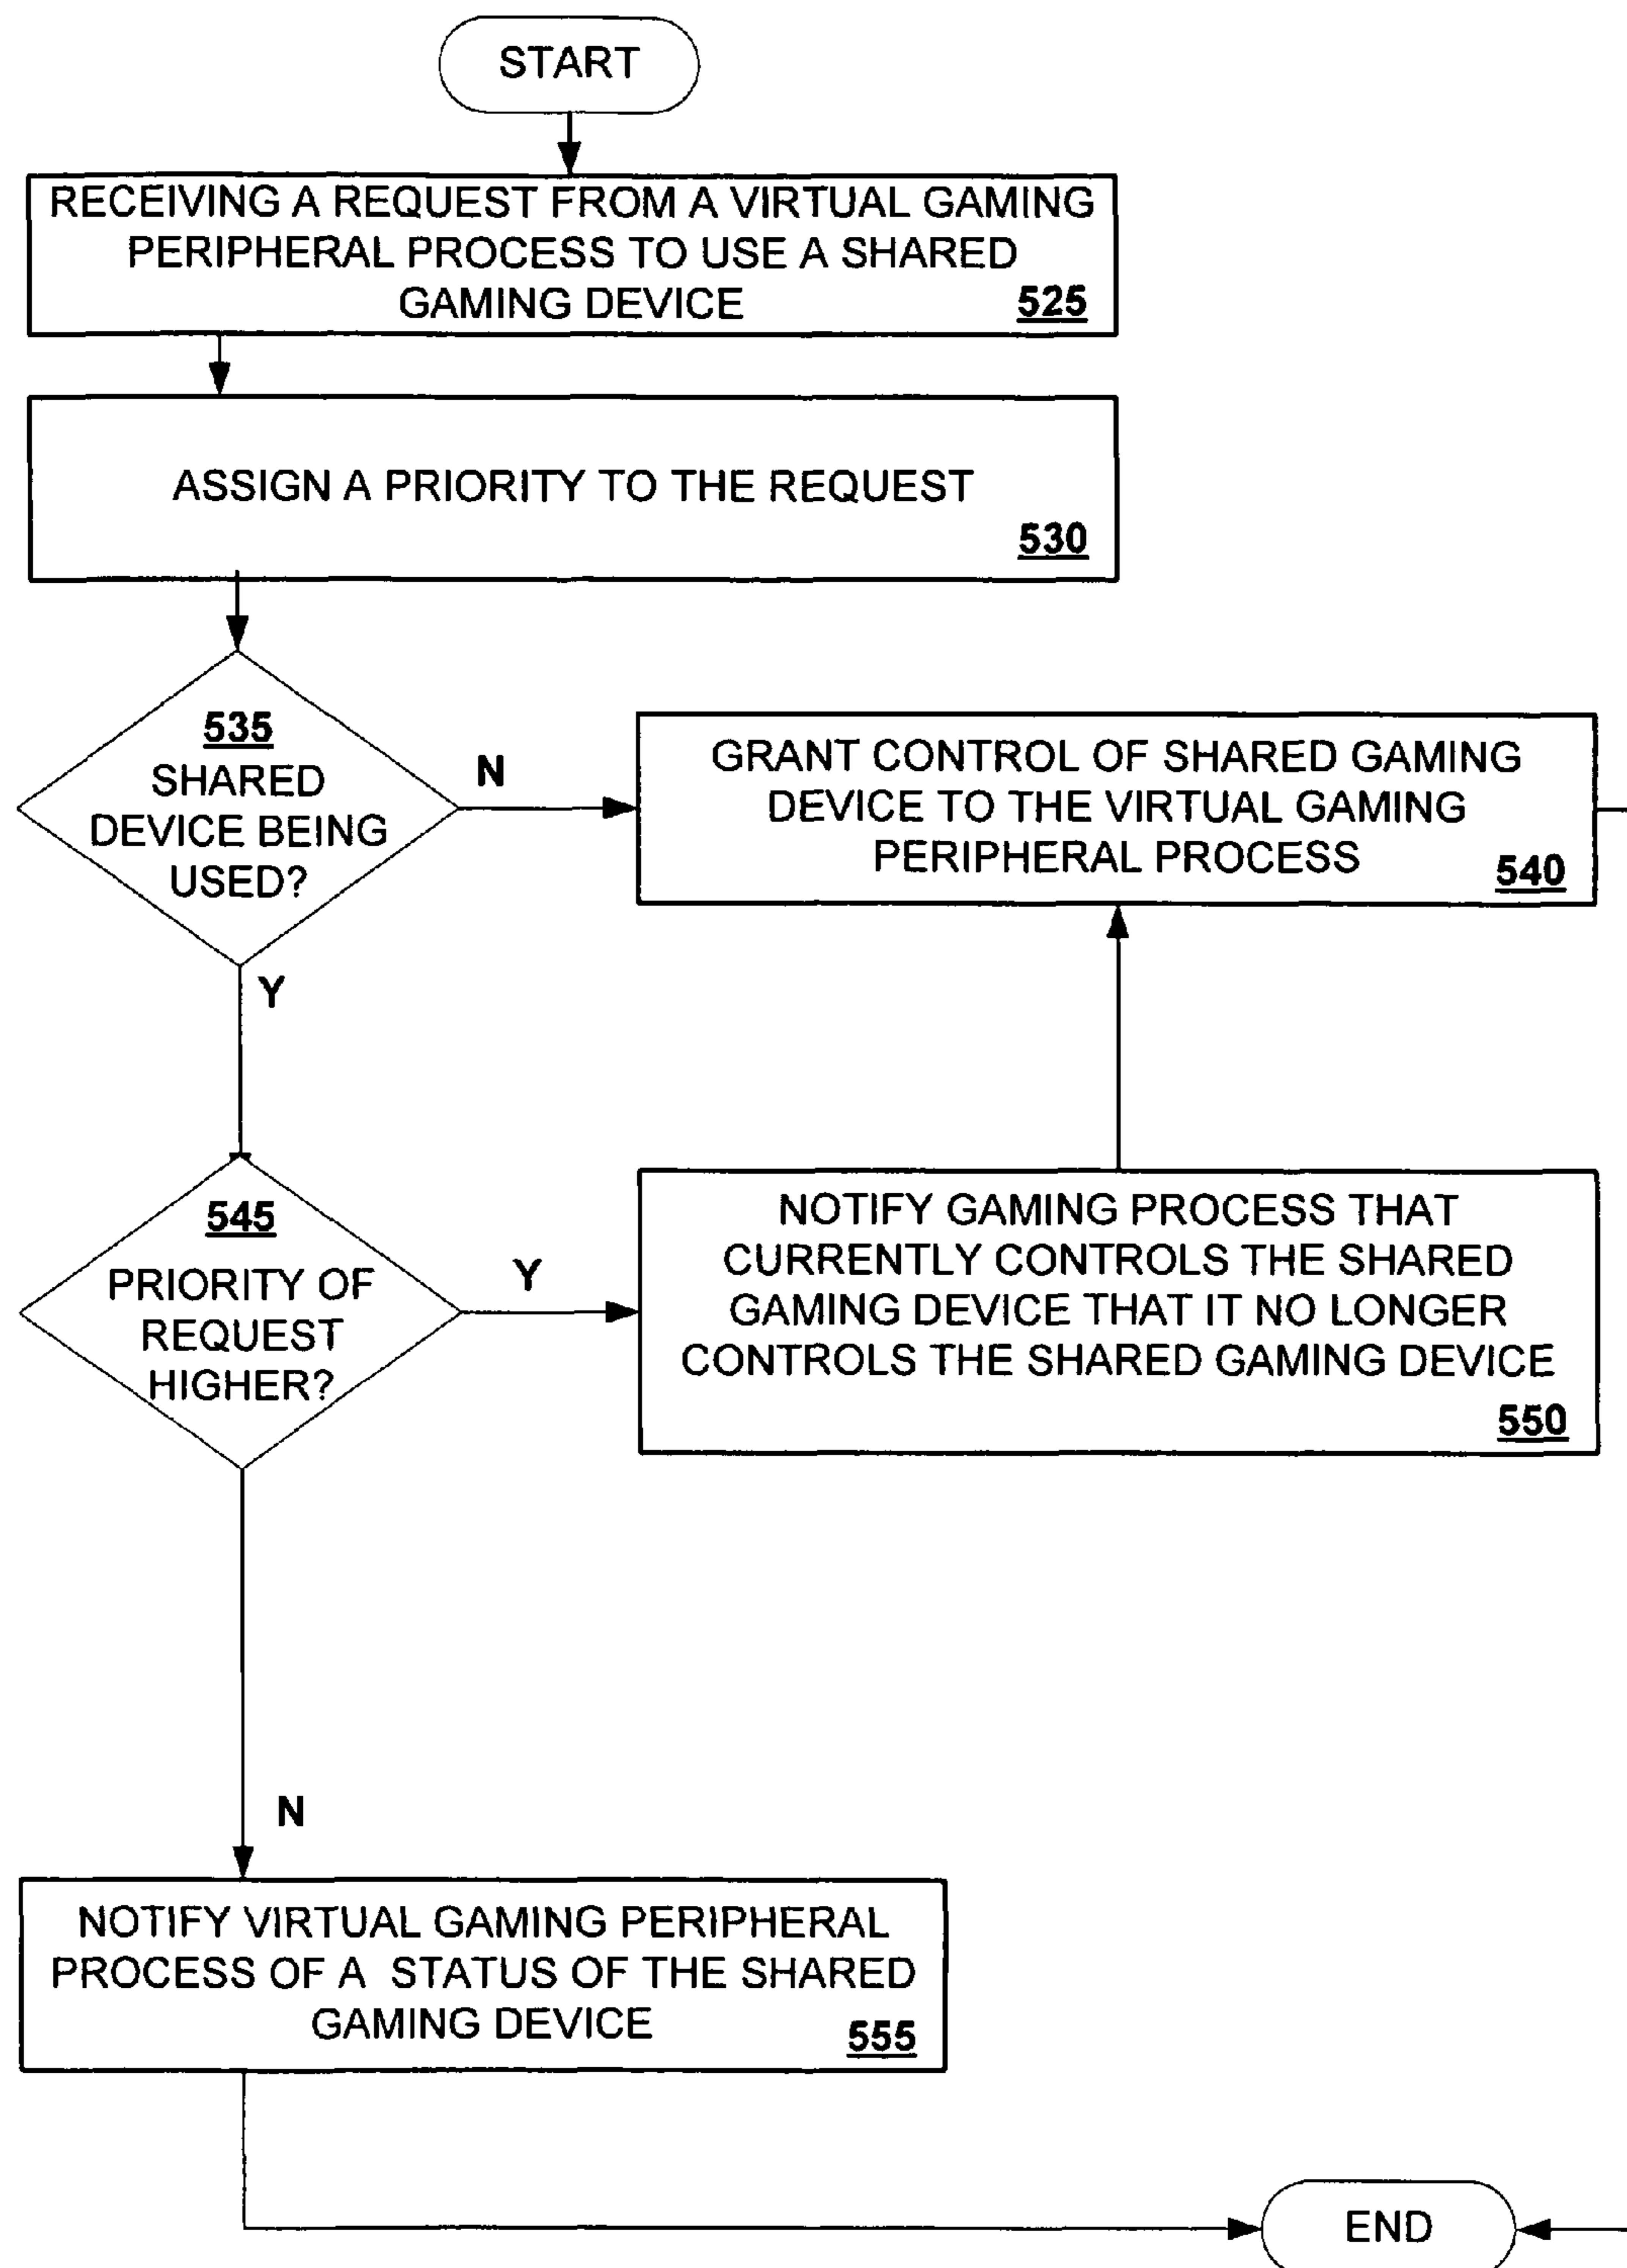 START
RECEIVING A REQUEST FROM A VIRTUAL GAMING
PERIPHERAL PROCESS TO USE A SHARED
GAMING DEVICE
525
ASSIGN A PRIORITY TO THE REQUEST
530
535
SHARED
DEVICE BEING
USED?
N
GRANT CONTROL OF SHARED GAMING
DEVICE TO THE VIRTUAL GAMING
PERIPHERAL PROCESS
540
Y
545
PRIORITY OF
REQUEST
HIGHER?
Y
NOTIFY GAMING PROCESS THAT
CURRENTLY CONTROLS THE SHARED
GAMING DEVICE THAT IT NO LONGER
CONTROLS THE SHARED GAMING DEVICE
550
N
NOTIFY VIRTUAL GAMING PERIPHERAL
PROCESS OF A STATUS OF THE SHARED
GAMING DEVICE
555
END